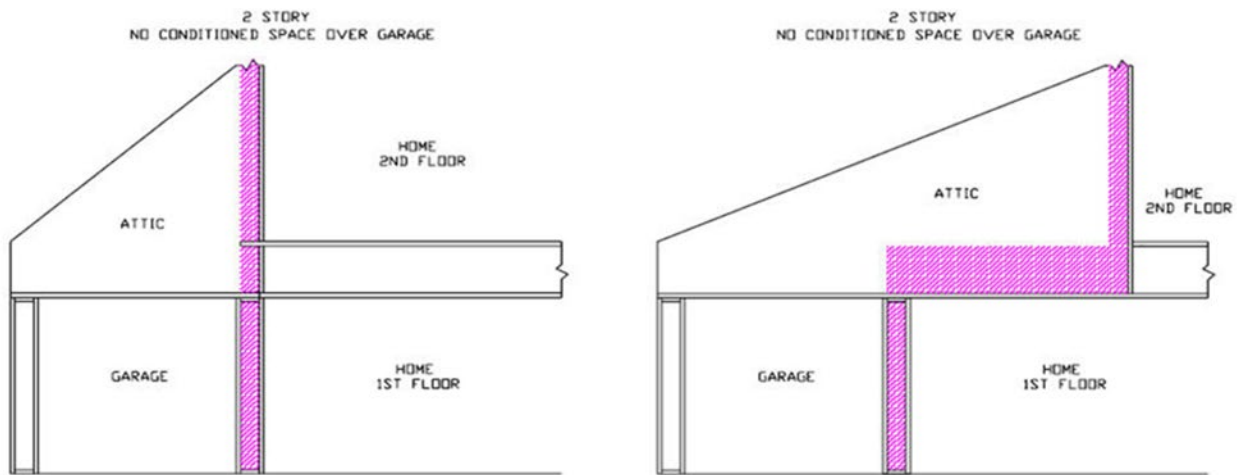 2 STORY
NO CONDITIONED SPACE OVER GARAGE
HOME
2ND FLOOR
ATTIC
GARAGE
HOME
1ST FLOOR
2 STORY
NO CONDITIONED SPACE OVER GARAGE
ATTIC
HOME
2ND FLOOR
GARAGE
HOME
1ST FLOOR